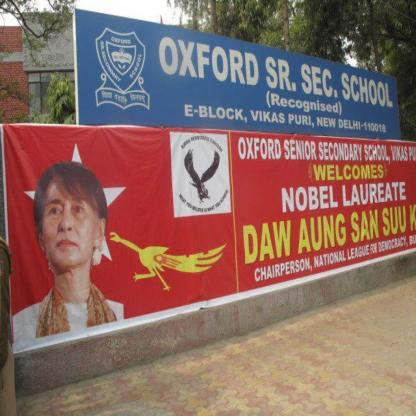 OXFORD SR. SEC. SCHOOL
(Recognised)
E-BLOCK, VIKAS PURI, NEW DELHI-110018
OXFORD SENIOR SECONDARY SCHOOL, VIKAS PU
WELCOMES
NOBEL LAUREATE
DAW AUNG SAN SUU K
CHAIRPERSON, NATIONAL LEAGUE FOR DEMOCRACY, BU